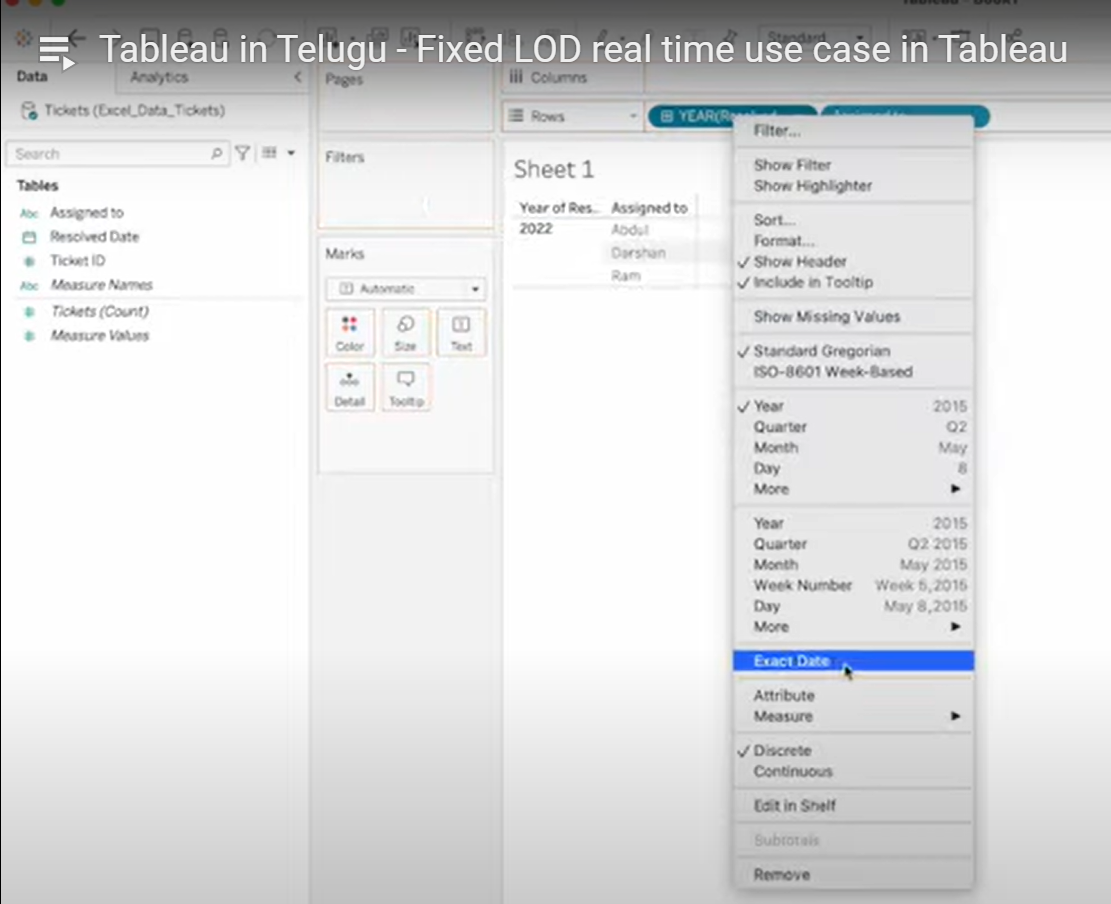 Tableau in Telugu - Fixed LOD real time use case in Tableau
Standard
Data
Analytics
Pages
Columns
Tickets (Excel_Data_Tickets)
Rows
YEAR(Resolved
Search
Filters
Tables
Sheet 1
Abc Assigned to
Resolved Date
Ticket ID
Abc Measure Names
Tickets (Count)
Measure Values
Year of Res..
Assigned to
2022
Abdul
Darshan
Ram
Marks
Automatic
Color
Size
Text
Detail
Tooltip
Filter...
Show Filter
Show Highlighter
Sort...
Format...
Show Header
Include in Tooltip
Show Missing Values
Standard Gregorian
ISO-8601 Week-Based
Year 2015
Quarter Q2
Month May
Day 8
More
Year 2015
Quarter Q2 2015
Month May 2015
Week Number Week 5,2015
Day May 8,2015
More
Exact Date
Attribute
Measure
Discrete
Continuous
Edit in Shelf
Subtotals
Remove